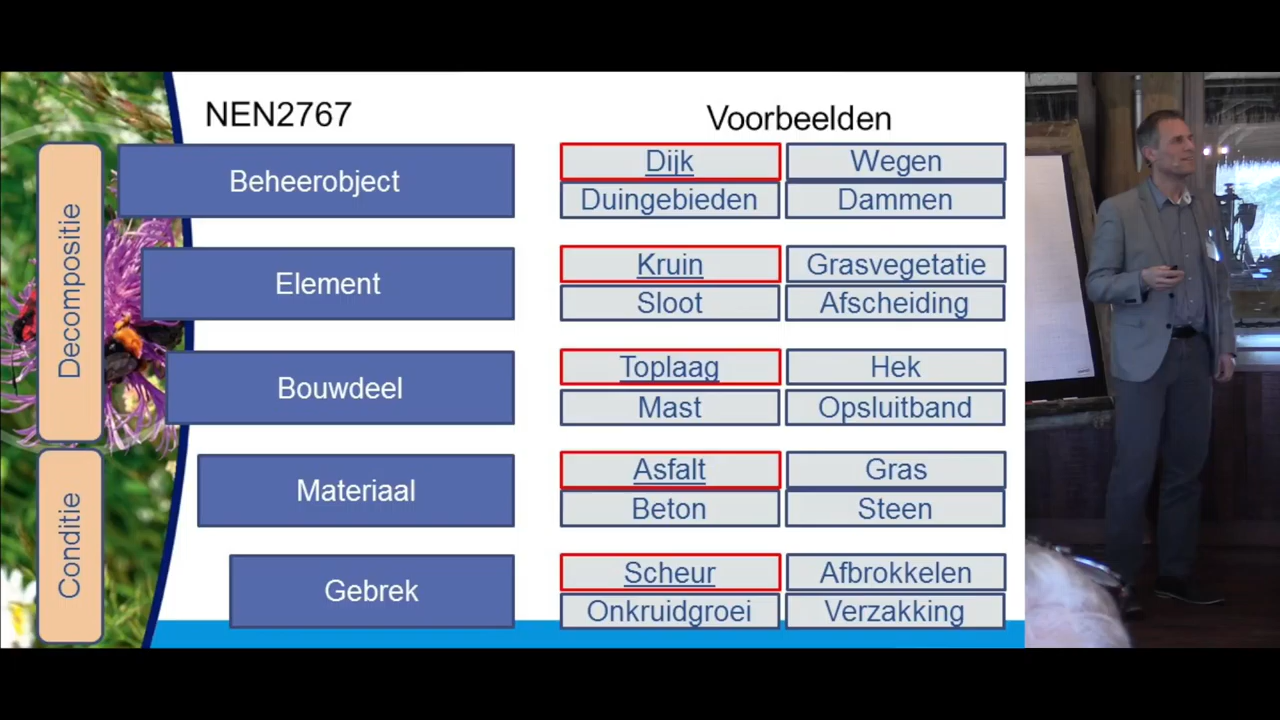 NEN2767
Voorbeelden
Decompositie
Beheerobject
Dijk
Wegen
Duingebieden
Dammen
Element
Kruin
Grasvegetatie
Sloot
Afscheiding
Bouwdeel
Toplaag
Hek
Mast
Opsluitband
Conditie
Materiaal
Asfalt
Gras
Beton
Steen
Gebrek
Scheur
Afbrokkelen
Onkruidgroei
Verzakking